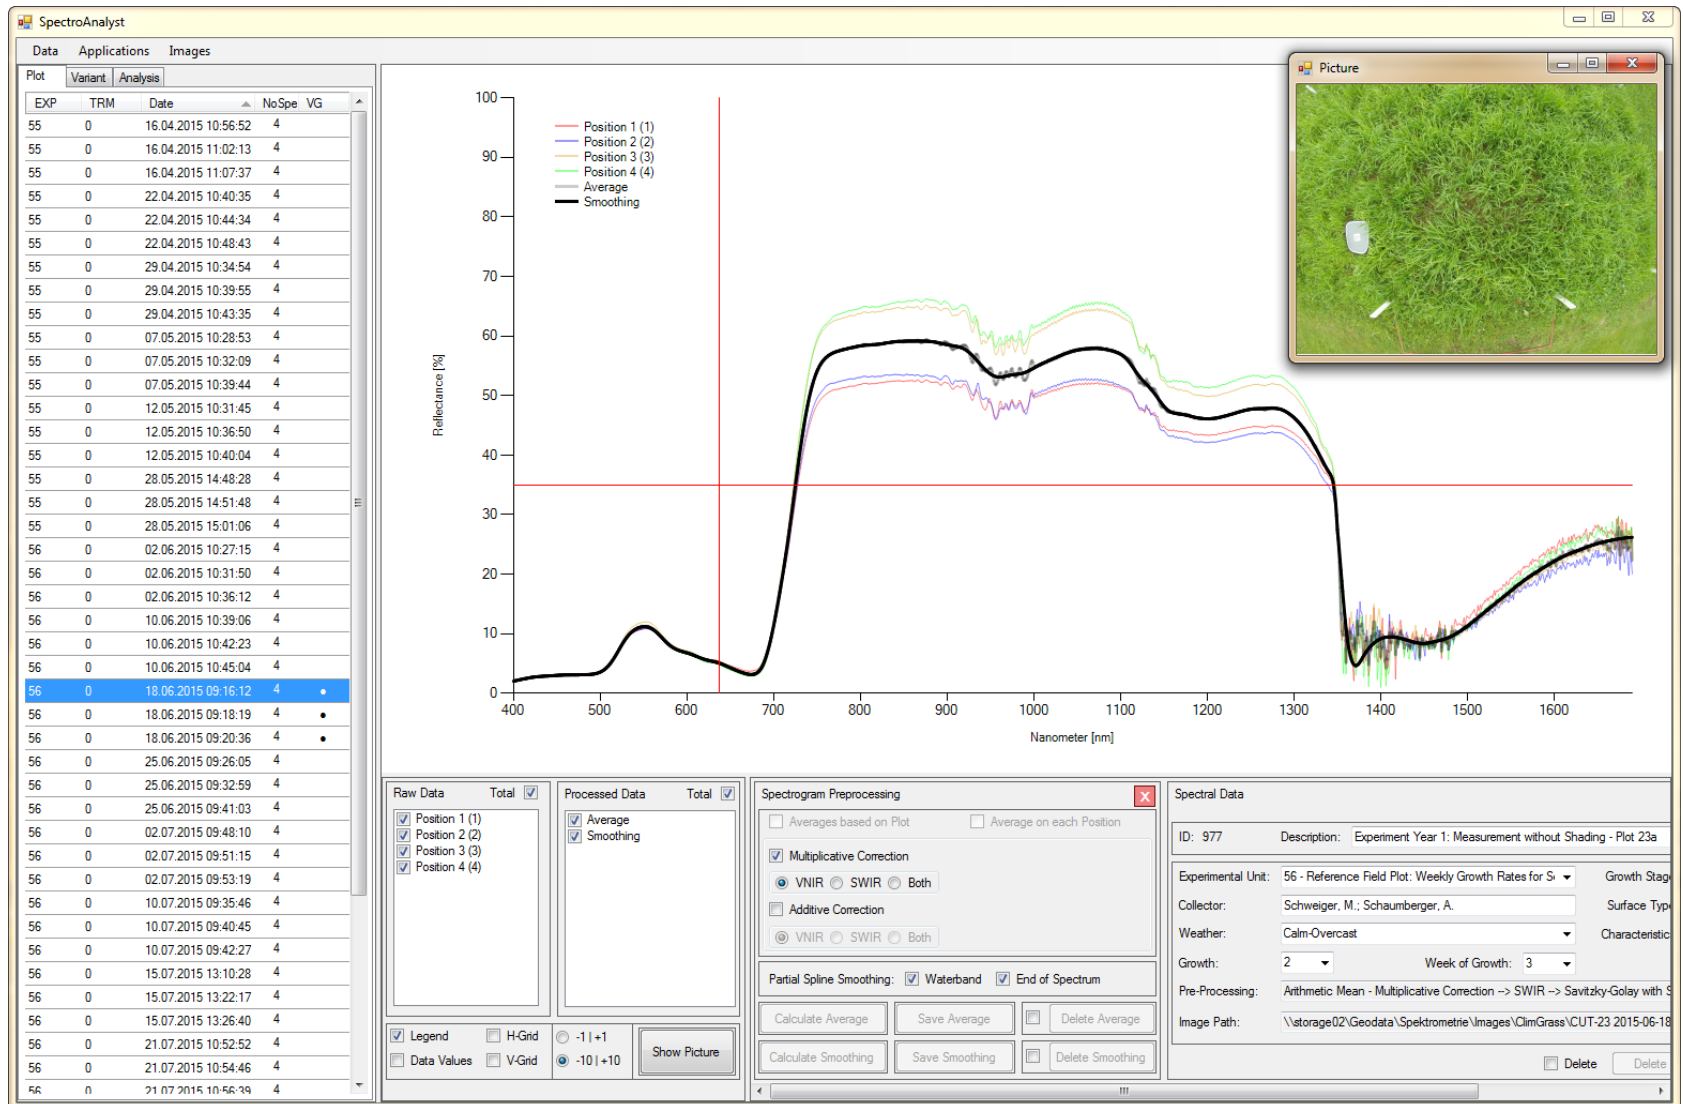 SpectroAnalyst
Data Applications Images
Plot Variant Analysis
EXP TRM Date NoSpe VG
55 0 16.04.2015 10:56:52 4
55 0 16.04.2015 11:02:13 4
55 0 16.04.2015 11:07:37 4
55 0 22.04.2015 10:40:35 4
55 0 22.04.2015 10:44:34 4
55 0 22.04.2015 10:48:43 4
55 0 29.04.2015 10:34:54 4
55 0 29.04.2015 10:39:55 4
55 0 29.04.2015 10:43:35 4
55 0 07.05.2015 10:28:53 4
55 0 07.05.2015 10:32:09 4
55 0 07.05.2015 10:39:44 4
55 0 12.05.2015 10:31:45 4
55 0 12.05.2015 10:36:50 4
55 0 12.05.2015 10:40:04 4
55 0 28.05.2015 14:48:28 4
55 0 28.05.2015 14:51:48 4
55 0 28.05.2015 15:01:06 4
56 0 02.06.2015 10:27:15 4
56 0 02.06.2015 10:31:50 4
56 0 02.06.2015 10:36:12 4
56 0 10.06.2015 10:39:06 4
56 0 10.06.2015 10:42:23 4
56 0 10.06.2015 10:45:04 4
56 0 18.06.2015 09:16:12 4 •
56 0 18.06.2015 09:18:19 4 •
56 0 18.06.2015 09:20:36 4 •
56 0 25.06.2015 09:26:05 4
56 0 25.06.2015 09:32:59 4
56 0 25.06.2015 09:41:03 4
56 0 02.07.2015 09:48:10 4
56 0 02.07.2015 09:51:15 4
56 0 02.07.2015 09:53:19 4
56 0 10.07.2015 09:35:46 4
56 0 10.07.2015 09:40:45 4
56 0 10.07.2015 09:42:27 4
56 0 15.07.2015 13:10:28 4
56 0 15.07.2015 13:22:17 4
56 0 15.07.2015 13:26:40 4
56 0 21.07.2015 10:52:52 4
56 0 21.07.2015 10:54:46 4
56 0 21.07.2015 10:56:39 4
Picture
100
90
80
70
60
50
40
30
20
10
0
Reflectance [%]
Position 1 (1)
Position 2 (2)
Position 3 (3)
Position 4 (4)
Average
Smoothing
400 500 600 700 800 900 1000 1100 1200 1300 1400 1500 1600
Nanometer [nm]
Raw Data Total
Position 1 (1)
Position 2 (2)
Position 3 (3)
Position 4 (4)
Processed Data Total
Average
Smoothing
Legend H-Grid -1 | +1
Data Values V-Grid -10 | +10
Show Picture
Spectrogram Preprocessing
Averages based on Plot Average on each Position
Multiplicative Correction
VNIR SWIR Both
Additive Correction
VNIR SWIR Both
Partial Spline Smoothing: Waterband End of Spectrum
Calculate Average Save Average Delete Average
Calculate Smoothing Save Smoothing Delete Smoothing
Spectral Data
ID: 977 Description: Experiment Year 1: Measurement without Shading - Plot 23a
Experimental Unit: 56 - Reference Field Plot: Weekly Growth Rates for S Growth Stag
Collector: Schweiger, M.; Schaumberger, A. Surface Typ
Weather: Calm-Overcast Characteristic
Growth: 2 Week of Growth: 3
Pre-Processing: Arithmetic Mean - Multiplicative Correction --> SWIR --> Savitzky-Golay with S
Image Path: \\storage02\Geodata\Spektrometrie\Images\ClimGrass\CUT-23 2015-06-18
Delete Delete